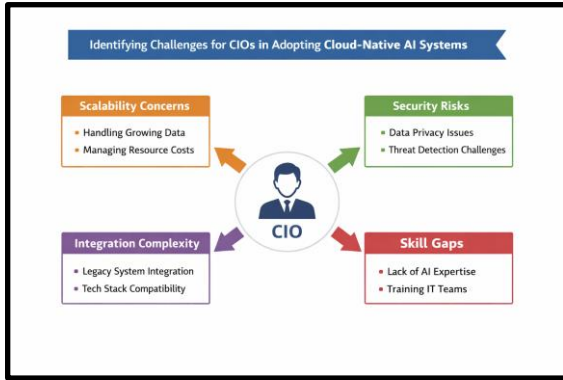 Identifying Challenges for CIOs in Adopting Cloud-Native AI Systems
Scalability Concerns
• Handling Growing Data
• Managing Resource Costs
Security Risks
• Data Privacy Issues
• Threat Detection Challenges
CIO
Integration Complexity
• Legacy System Integration
• Tech Stack Compatibility
Skill Gaps
• Lack of AI Expertise
• Training IT Teams